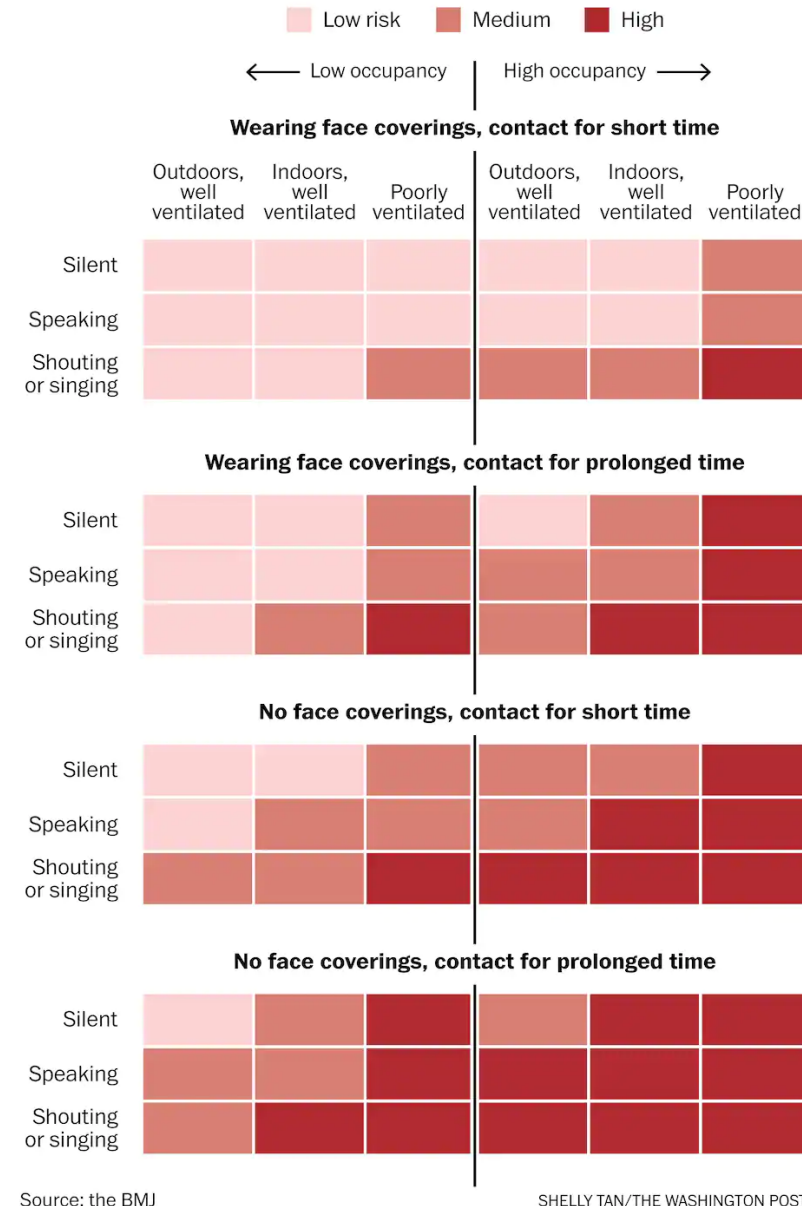 Low risk Medium High
← Low occupancy High occupancy →
Wearing face coverings, contact for short time
Outdoors, well ventilated Indoors, well ventilated Poorly ventilated Outdoors, well ventilated Indoors, well ventilated Poorly ventilated
Silent
Speaking
Shouting
or singing
Wearing face coverings, contact for prolonged time
Silent
Speaking
Shouting
or singing
No face coverings, contact for short time
Silent
Speaking
Shouting
or singing
No face coverings, contact for prolonged time
Silent
Speaking
Shouting
or singing
Source: the BMJ SHELLY TAN/THE WASHINGTON POST